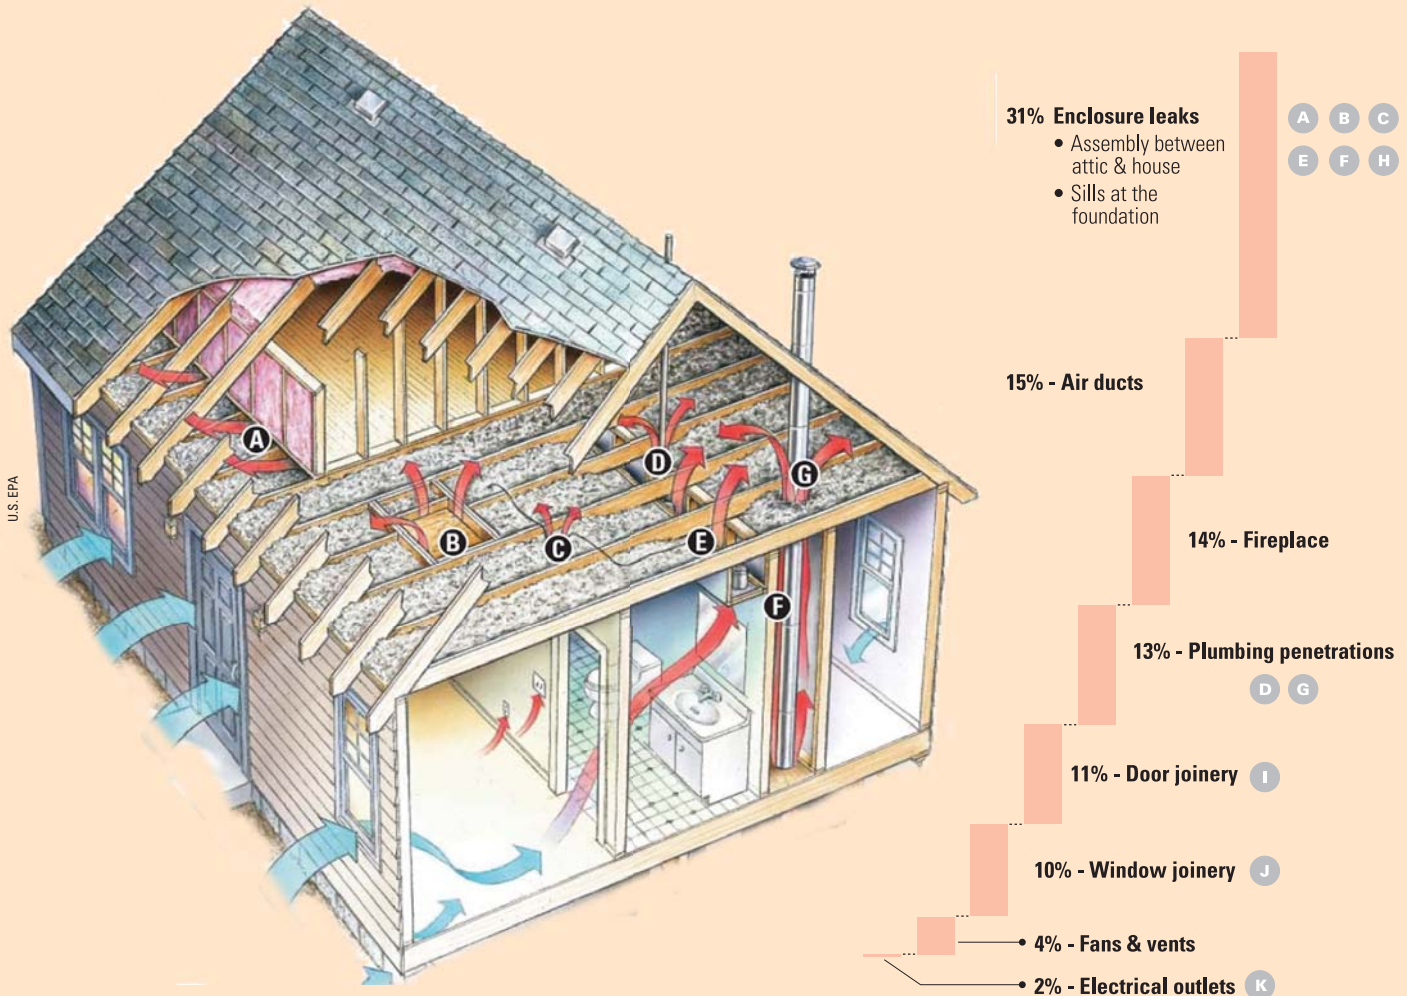 U.S. EPA
A
B
C
D
E
F
G
31% Enclosure leaks
• Assembly between
attic & house
• Sills at the
foundation
A B C
E F H
15% - Air ducts
14% - Fireplace
13% - Plumbing penetrations
D G
11% - Door joinery I
10% - Window joinery J
4% - Fans & vents
2% - Electrical outlets K